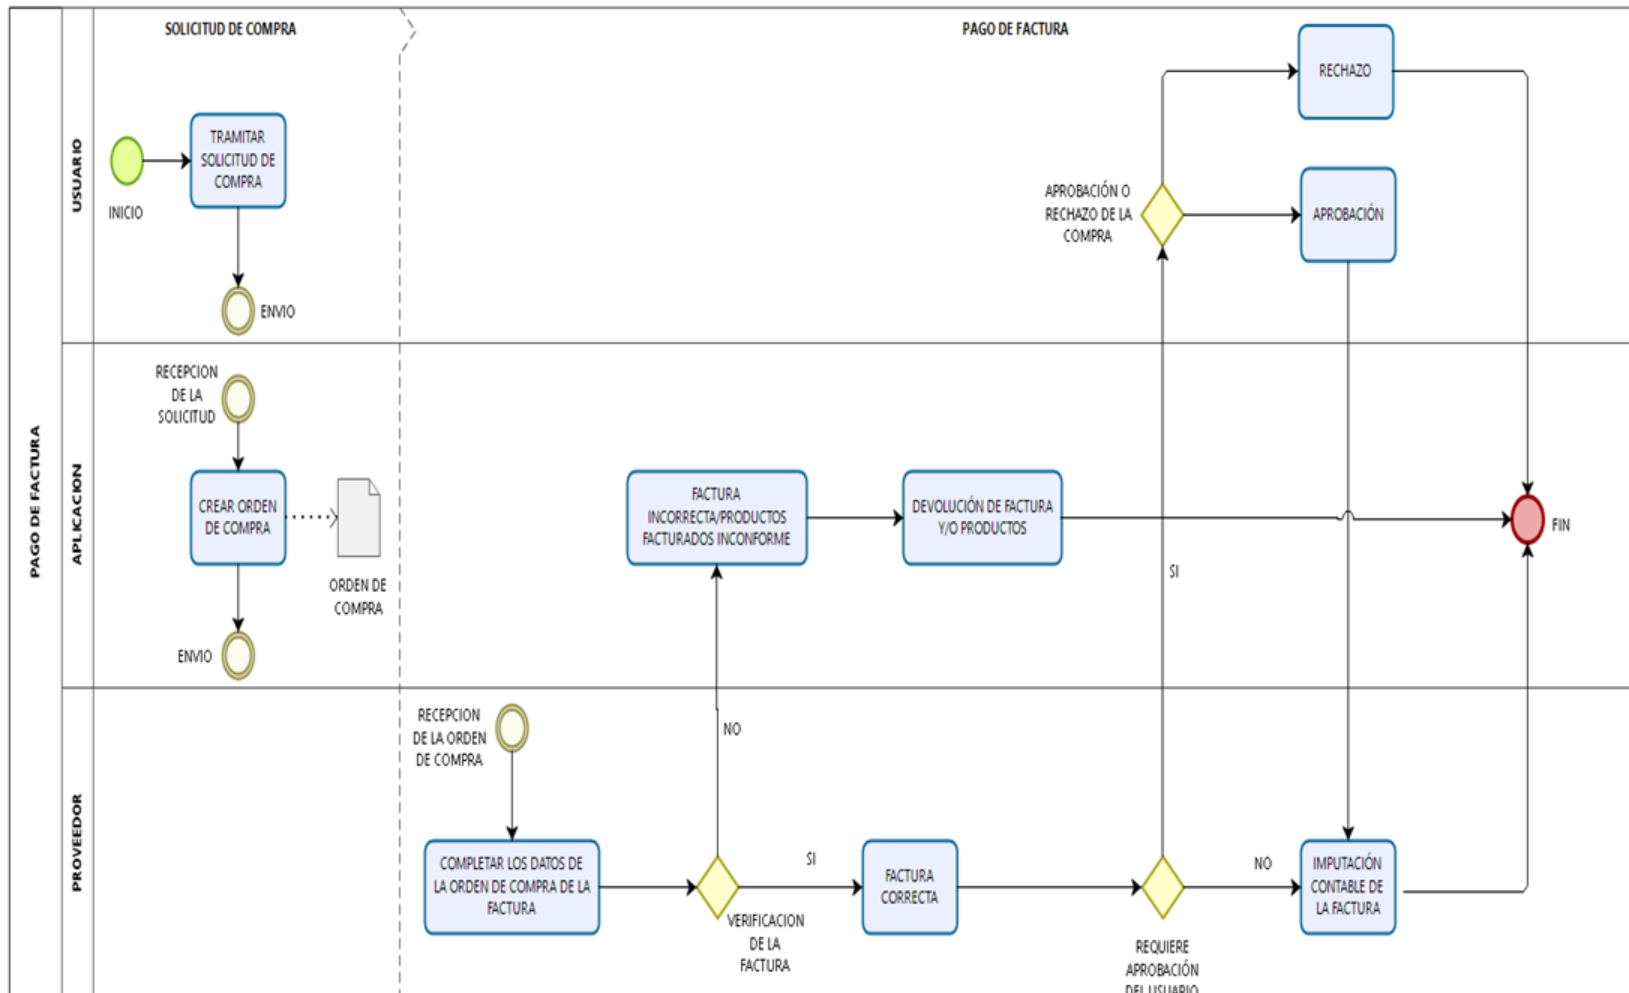 SOLICITUD DE COMPRA
PAGO DE FACTURA
PAGO DE FACTURA
USUARIO
INICIO
TRAMITAR
SOLICITUD DE
COMPRA
ENVIO
APROBACIÓN O
RECHAZO DE LA
COMPRA
RECHAZO
APROBACIÓN
APLICACION
RECEPCION
DE LA
SOLICITUD
CREAR ORDEN
DE COMPRA
ORDEN DE
COMPRA
ENVIO
FACTURA
INCORRECTA/PRODUCTOS
FACTURADOS INCONFORME
DEVOLUCIÓN DE FACTURA
Y/O PRODUCTOS
SI
FIN
PROVEEDOR
RECEPCION
DE LA ORDEN
DE COMPRA
COMPLETAR LOS DATOS DE
LA ORDEN DE COMPRA DE LA
FACTURA
NO
SI
VERIFICACION
DE LA
FACTURA
FACTURA
CORRECTA
NO
REQUIERE
APROBACIÓN
DEL USUARIO
IMPUTACIÓN
CONTABLE DE
LA FACTURA